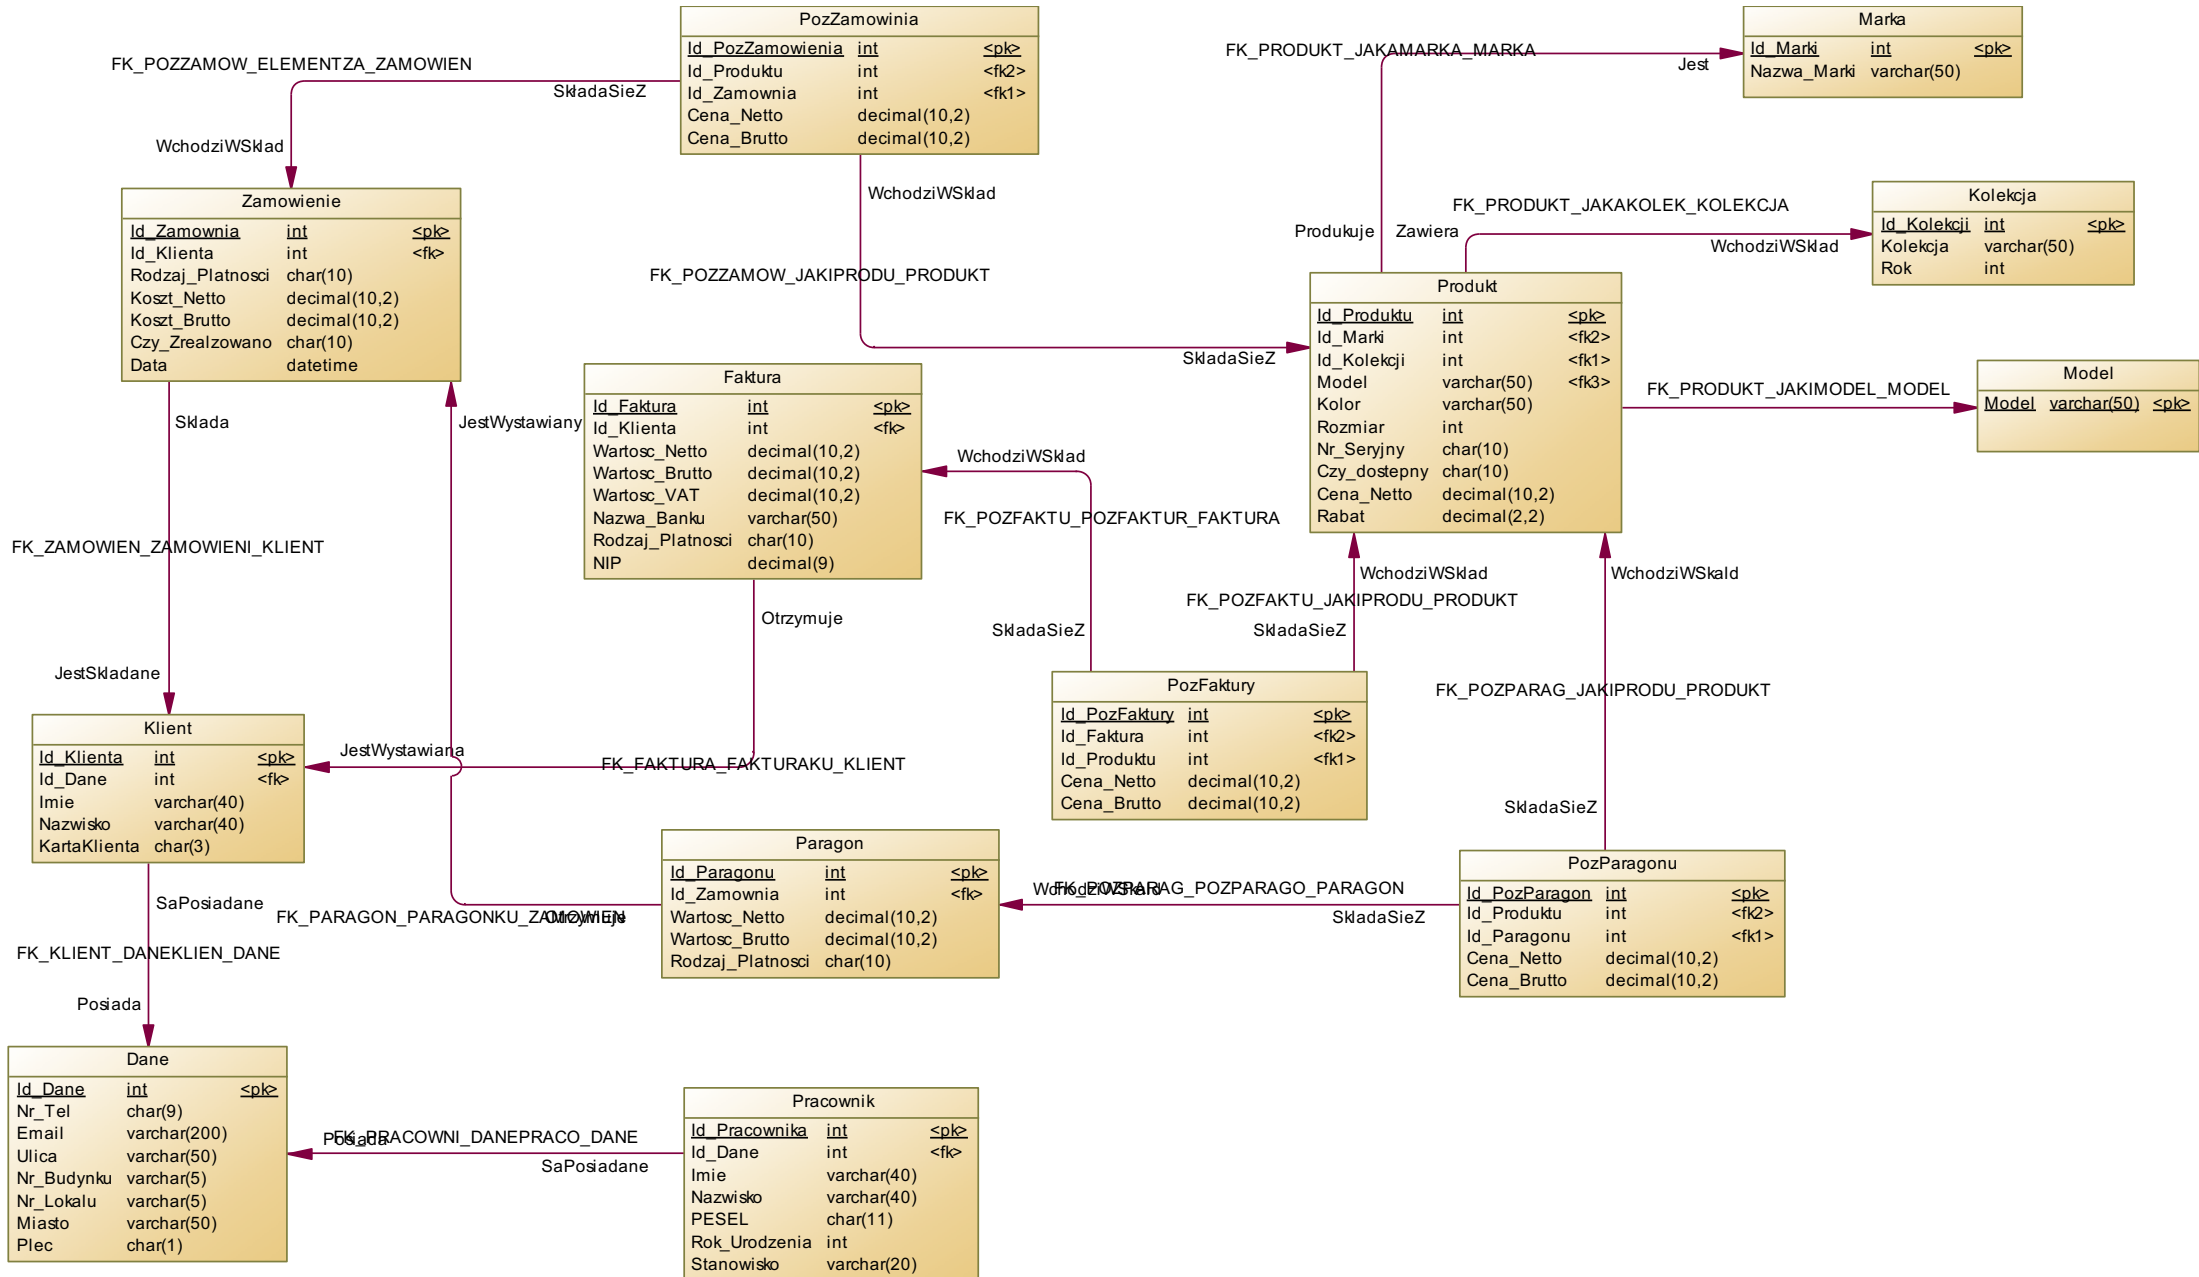 PozZamowinia
Id_PozZamowienia int <pk>
Id_Produktu int <fk2>
Id_Zamownia int <fk1>
Cena_Netto decimal(10,2)
Cena_Brutto decimal(10,2)
Marka
Id_Marki int <pk>
Nazwa_Marki varchar(50)
FK_POZZAMOW_ELEMENTZA_ZAMOWIEN
SkladaSieZ
WchodziWSklad
FK_PRODUKT_JAKAMARKA_MARKA
Jest
Produkuje
WchodziWSklad
FK_POZZAMOW_JAKIPRODU_PRODUKT
SkladaSieZ
Zawiera
FK_PRODUKT_JAKAKOLEK_KOLEKCJA
WchodziWSklad
Kolekcja
Id_Kolekcji int <pk>
Kolekcja varchar(50)
Rok int
Zamowienie
Id_Zamownia int <pk>
Id_Klienta int <fk>
Rodzaj_Platnosci char(10)
Koszt_Netto decimal(10,2)
Koszt_Brutto decimal(10,2)
Czy_Zrealzowano char(10)
Data datetime
Produkt
Id_Produktu int <pk>
Id_Marki int <fk2>
Id_Kolekcji int <fk1>
Model varchar(50) <fk3>
Kolor varchar(50)
Rozmiar int
Nr_Seryjny char(10)
Czy_dostepny char(10)
Cena_Netto decimal(10,2)
Rabat decimal(2,2)
FK_PRODUKT_JAKIMODEL_MODEL
Model
Model varchar(50) <pk>
Faktura
Id_Faktura int <pk>
Id_Klienta int <fk>
Wartosc_Netto decimal(10,2)
Wartosc_Brutto decimal(10,2)
Wartosc_VAT decimal(10,2)
Nazwa_Banku varchar(50)
Rodzaj_Platnosci char(10)
NIP decimal(9)
Sklada
JestWystawiany
FK_ZAMOWIEN_ZAMOWIENI_KLIENT
JestSkladane
WchodziWSklad
FK_POZFAKTU_POZFAKTUR_FAKTURA
SkladaSieZ
WchodziWSklad
FK_POZFAKTU_JAKIPRODU_PRODUKT
SkladaSieZ
WchodziWSkald
FK_POZPARAG_JAKIPRODU_PRODUKT
SkladaSieZ
Otrzymuje
JestWystawiana
FK_FAKTURA_FAKTURAKU_KLIENT
Klient
Id_Klienta int <pk>
Id_Dane int <fk>
Imie varchar(40)
Nazwisko varchar(40)
KartaKlienta char(3)
PozFaktury
Id_PozFaktury int <pk>
Id_Faktura int <fk2>
Id_Produktu int <fk1>
Cena_Netto decimal(10,2)
Cena_Brutto decimal(10,2)
Paragon
Id_Paragonu int <pk>
Id_Zamownia int <fk>
Wartosc_Netto decimal(10,2)
Wartosc_Brutto decimal(10,2)
Rodzaj_Platnosci char(10)
FK_PARAGON_PARAGONKU_ZAMOWIEN
Otrzymuje
WchodziWSkald
FK_POZPARAG_POZPARAGO_PARAGON
SkladaSieZ
PozParagonu
Id_PozParagon int <pk>
Id_Produktu int <fk2>
Id_Paragonu int <fk1>
Cena_Netto decimal(10,2)
Cena_Brutto decimal(10,2)
SaPosiadane
FK_KLIENT_DANEKLIEN_DANE
Posiada
Dane
Id_Dane int <pk>
Nr_Tel char(9)
Email varchar(200)
Ulica varchar(50)
Nr_Budynku varchar(5)
Nr_Lokalu varchar(5)
Miasto varchar(50)
Plec char(1)
Posiada
FK_PRACOWNI_DANEPRACO_DANE
SaPosiadane
Pracownik
Id_Pracownika int <pk>
Id_Dane int <fk>
Imie varchar(40)
Nazwisko varchar(40)
PESEL char(11)
Rok_Urodzenia int
Stanowisko varchar(20)